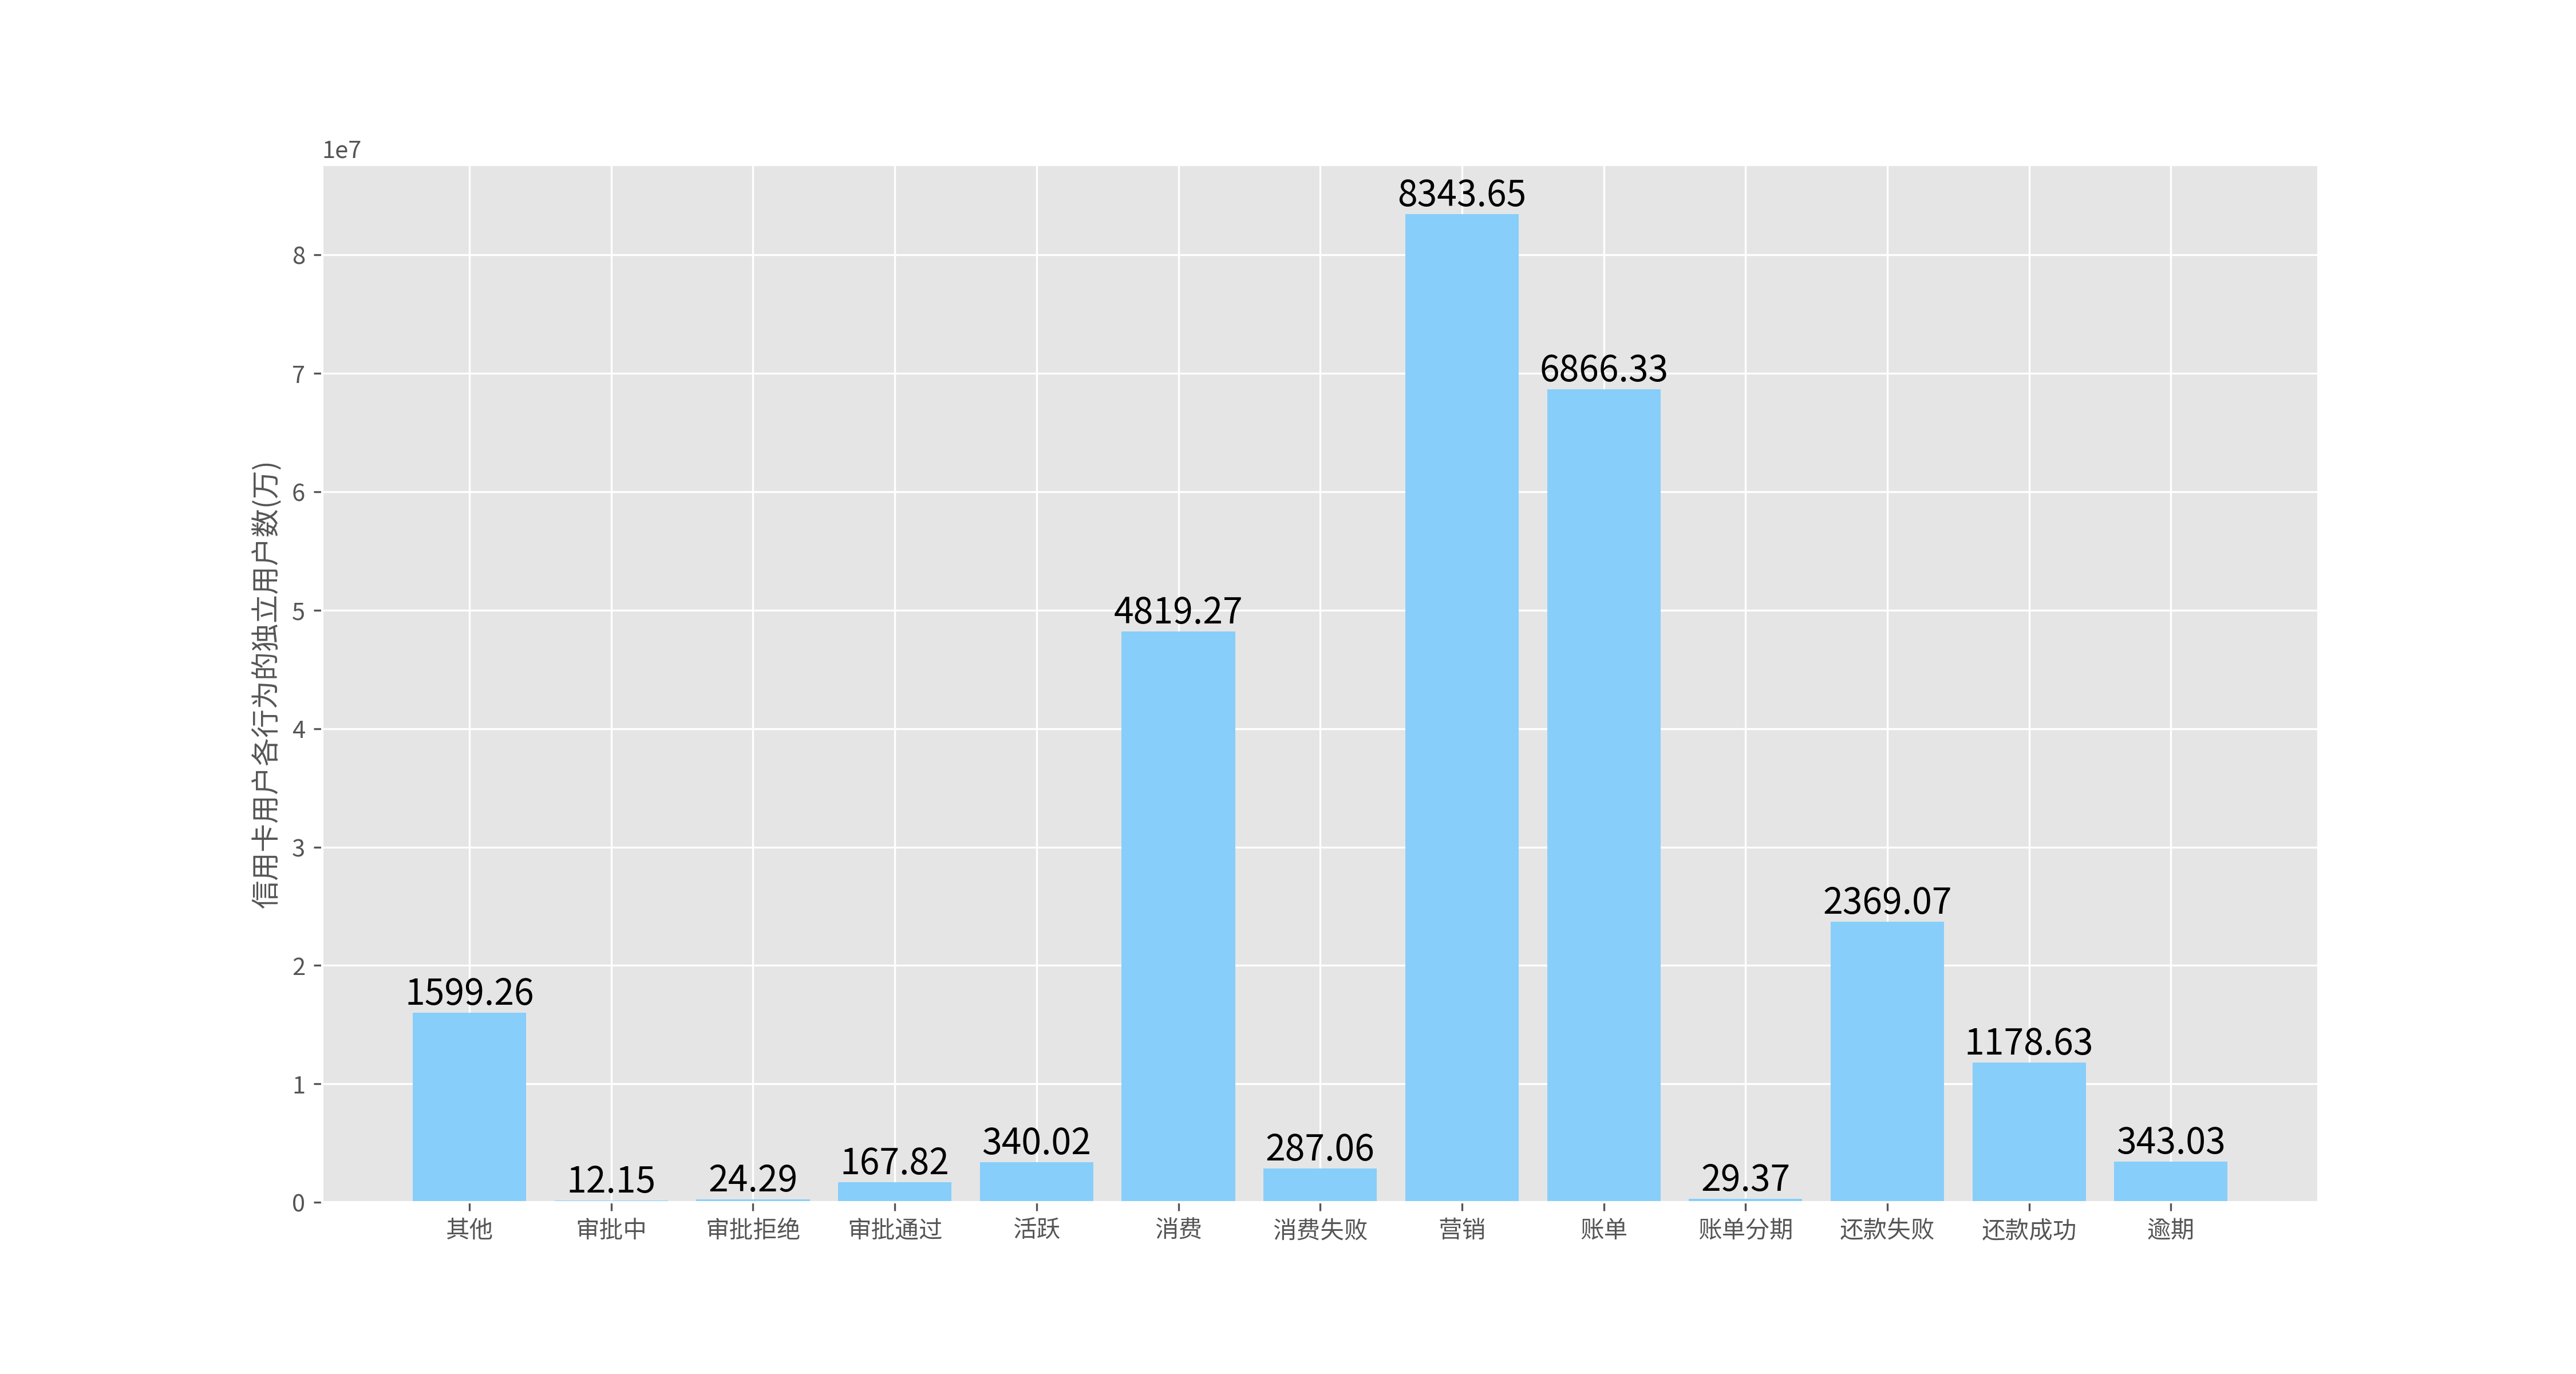 1e7
信用卡用户各行为的独立用户数(万)
8
7
6
5
4
3
2
1
0
1599.26
12.15
24.29
167.82
340.02
4819.27
287.06
8343.65
6866.33
29.37
2369.07
1178.63
343.03
其他
审批中
审批拒绝
审批通过
活跃
消费
消费失败
营销
账单
账单分期
还款失败
还款成功
逾期